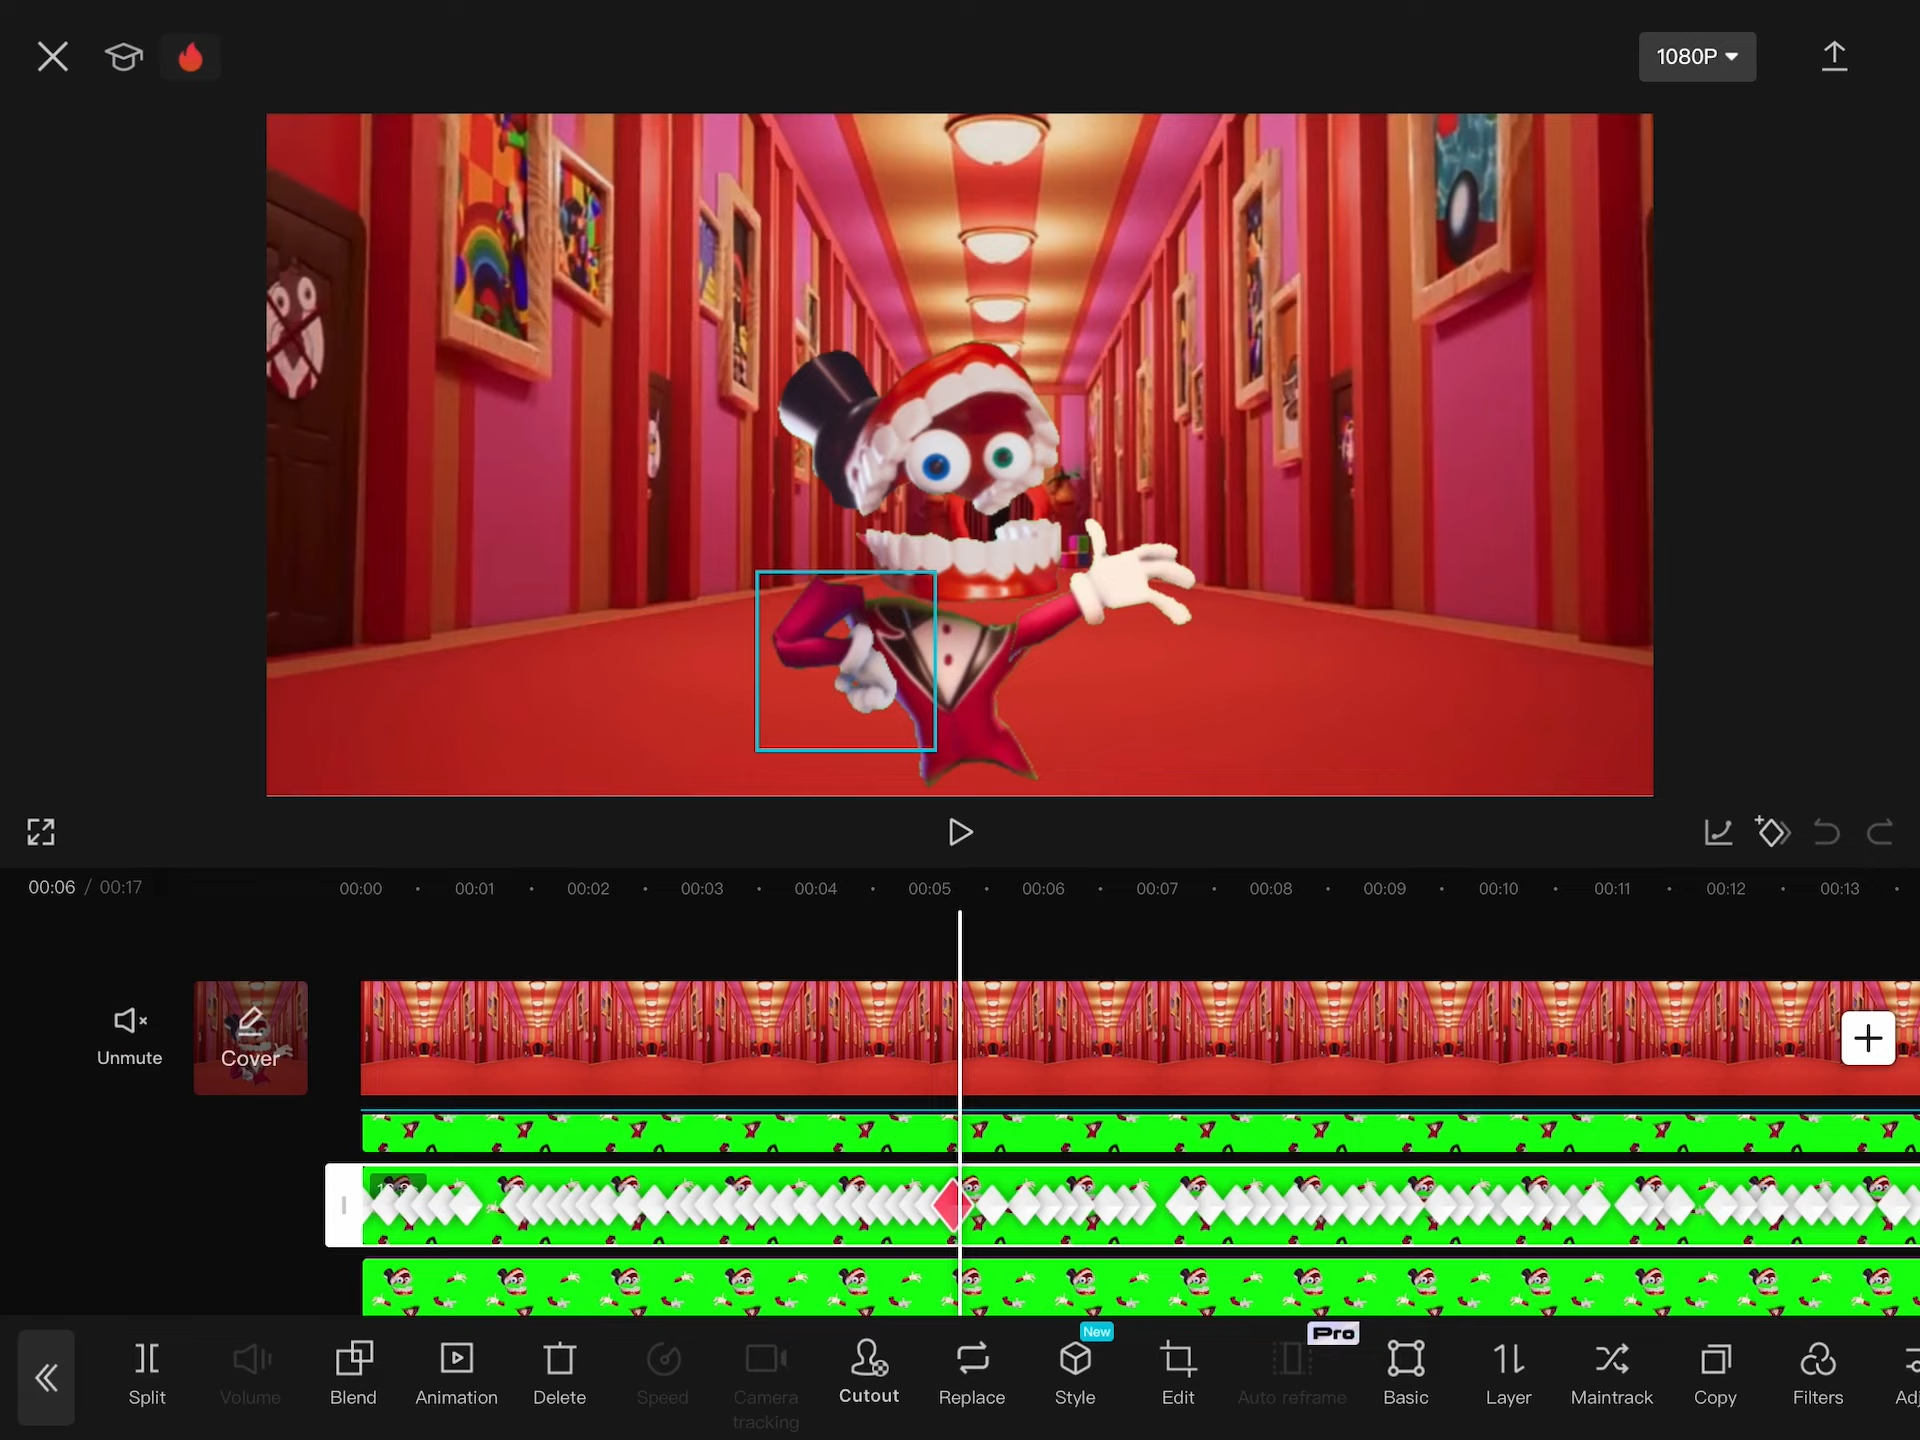 1080P
00:06 / 00:17
00:00 00:01 00:02 00:03 00:04 00:05 00:06 00:07 00:08 00:09 00:10 00:11 00:12 00:13
Unmute
Cover
New
Pro
Split
Volume
Blend
Animation
Delete
Speed
Camera
tracking
Cutout
Replace
Style
Edit
Auto reframe
Basic
Layer
Maintrack
Copy
Filters